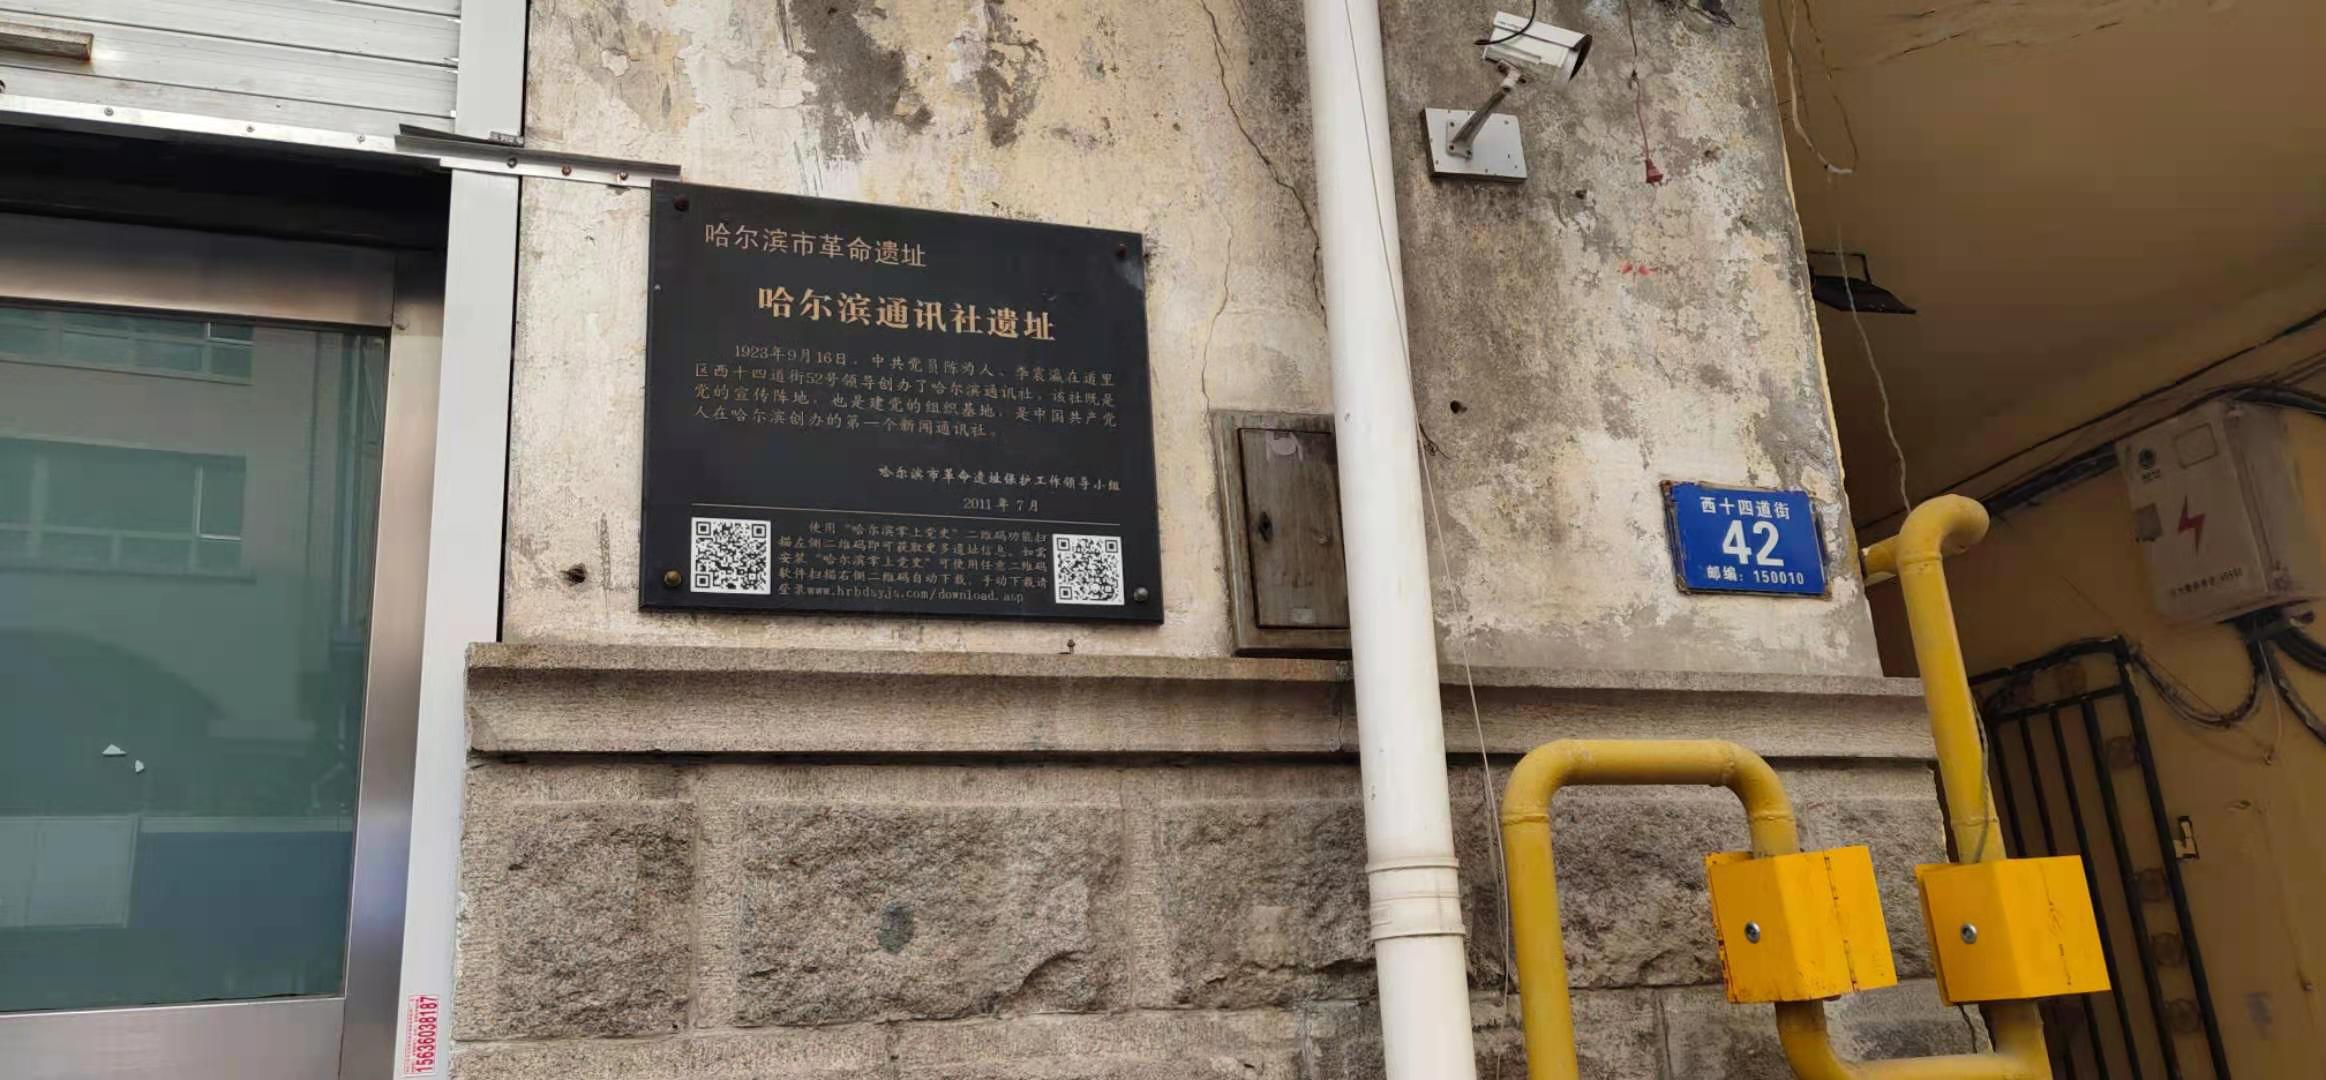 哈尔滨市革命遗址
哈尔滨通讯社遗址
1923年9月16日，中共党员陈为人、李震瀛在道里
区西十四道街52号领导创办了哈尔滨通讯社，该社既是
党的宣传阵地，也是建党的组织基地，是中国共产党
人在哈尔滨创办的第一个新闻通讯社。
哈尔滨市革命遗址保护工作领导小组
2011年7月
使用“哈尔滨掌上党史”二维码功能扫
描左侧二维码即可获取更多遗址信息。如需
安装“哈尔滨掌上党史”可使用任意二维码
软件扫描右侧二维码自动下载，手动下载请
登录www.hrbdsyjs.com/download.asp
西十四道街
42
邮编：150010
15636038187